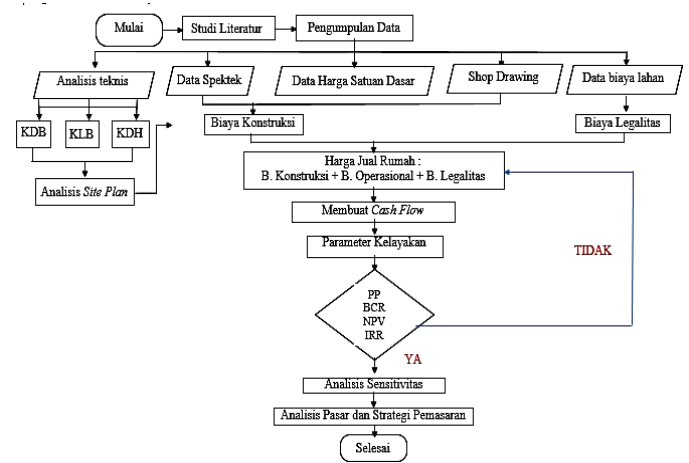 Mulai
Studi Literatur
Pengumpulan Data
Analisis teknis
Data Spektek
Data Harga Satuan Dasar
Shop Drawing
Data biaya lahan
KDB
KLB
KDH
Biaya Konstruksi
Biaya Legalitas
Analisis Site Plan
Harga Jual Rumah :
B. Konstruksi + B. Operasional + B. Legalitas
Membuat Cash Flow
Parameter Kelayakan
TIDAK
PP
BCR
NPV
IRR
YA
Analisis Sensitivitas
Analisis Pasar dan Strategi Pemasaran
Selesai